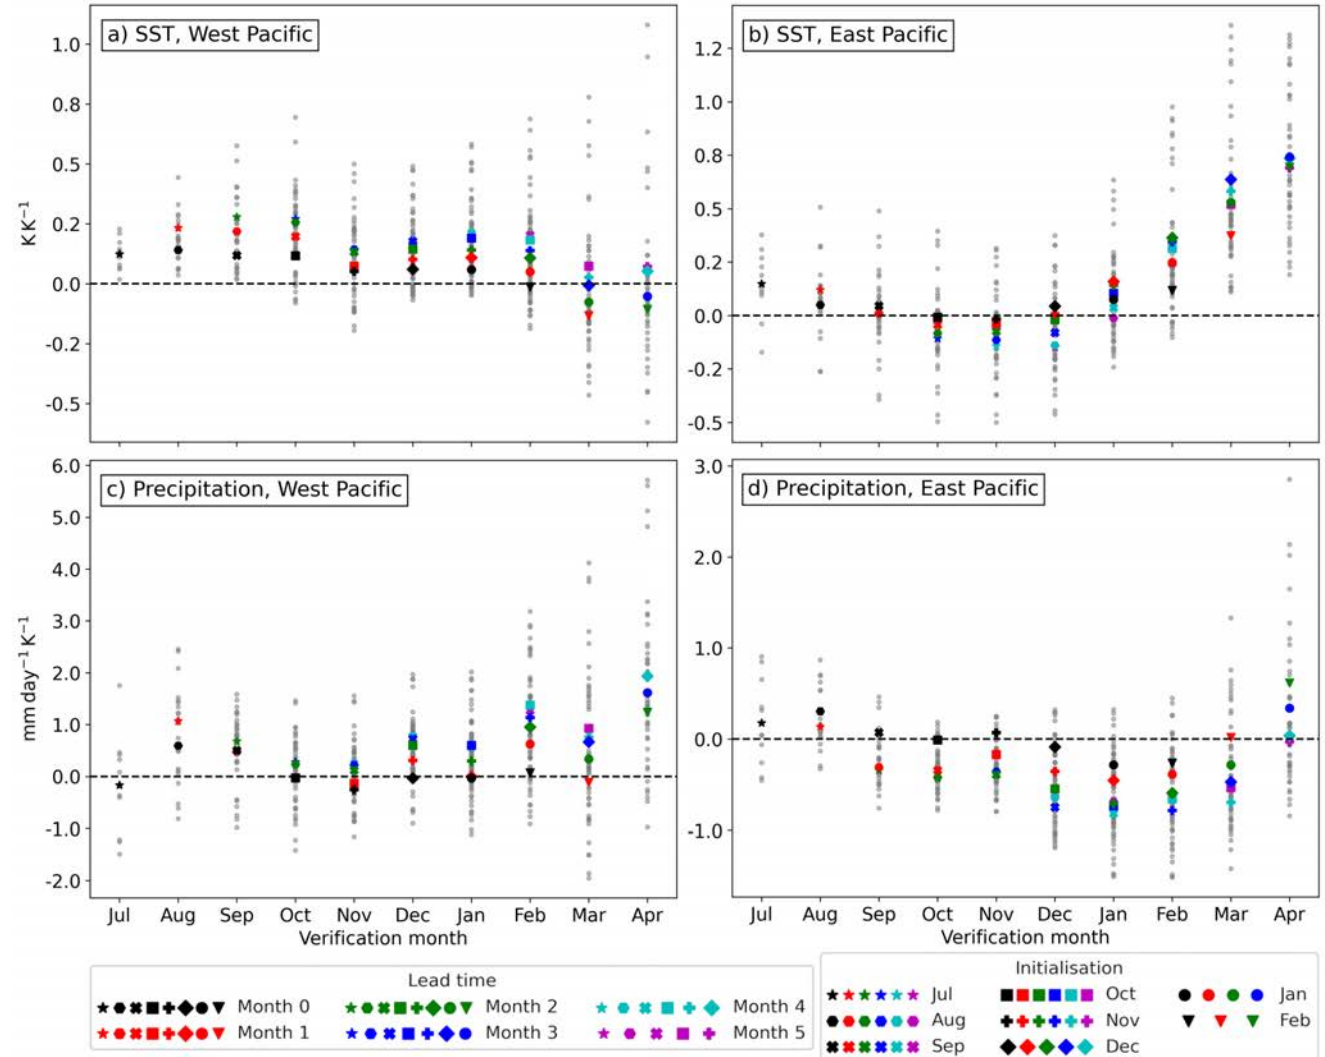 a) SST, West Pacific
1.0
0.8
0.5
0.2
0.0
-0.2
-0.5
K K⁻¹
b) SST, East Pacific
1.2
1.0
0.8
0.5
0.2
0.0
-0.2
-0.5
c) Precipitation, West Pacific
6.0
5.0
4.0
3.0
2.0
1.0
0.0
-1.0
-2.0
mm day⁻¹ K⁻¹
Jul Aug Sep Oct Nov Dec Jan Feb Mar Apr
Verification month
d) Precipitation, East Pacific
3.0
2.0
1.0
0.0
-1.0
Jul Aug Sep Oct Nov Dec Jan Feb Mar Apr
Verification month
Lead time
Month 0 Month 2 Month 4
Month 1 Month 3 Month 5
Initialisation
Jul Oct Jan
Aug Nov Feb
Sep Dec